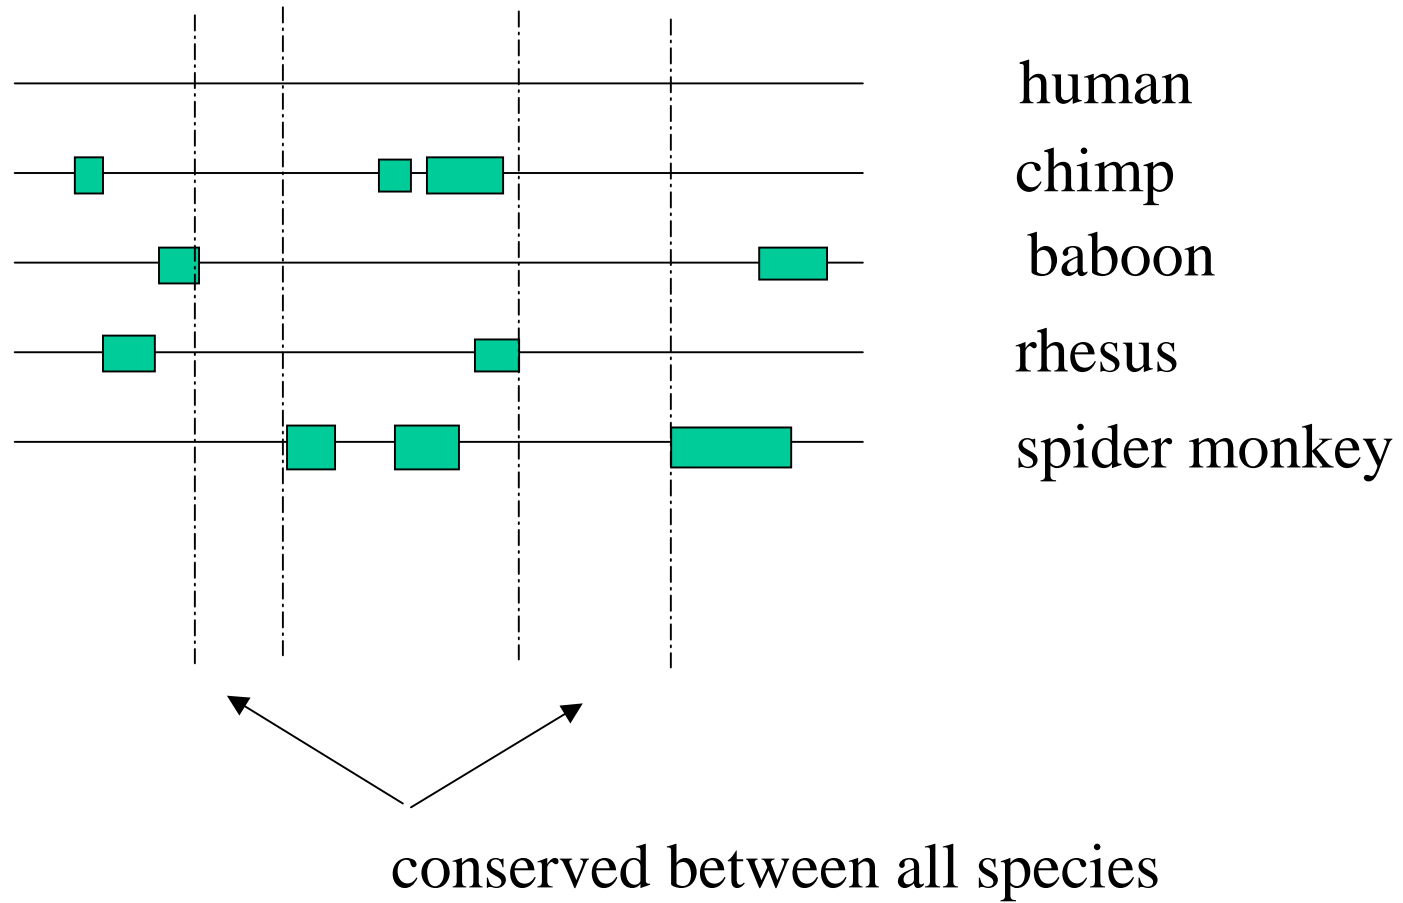 human
chimp
baboon
rhesus
spider monkey
conserved between all species